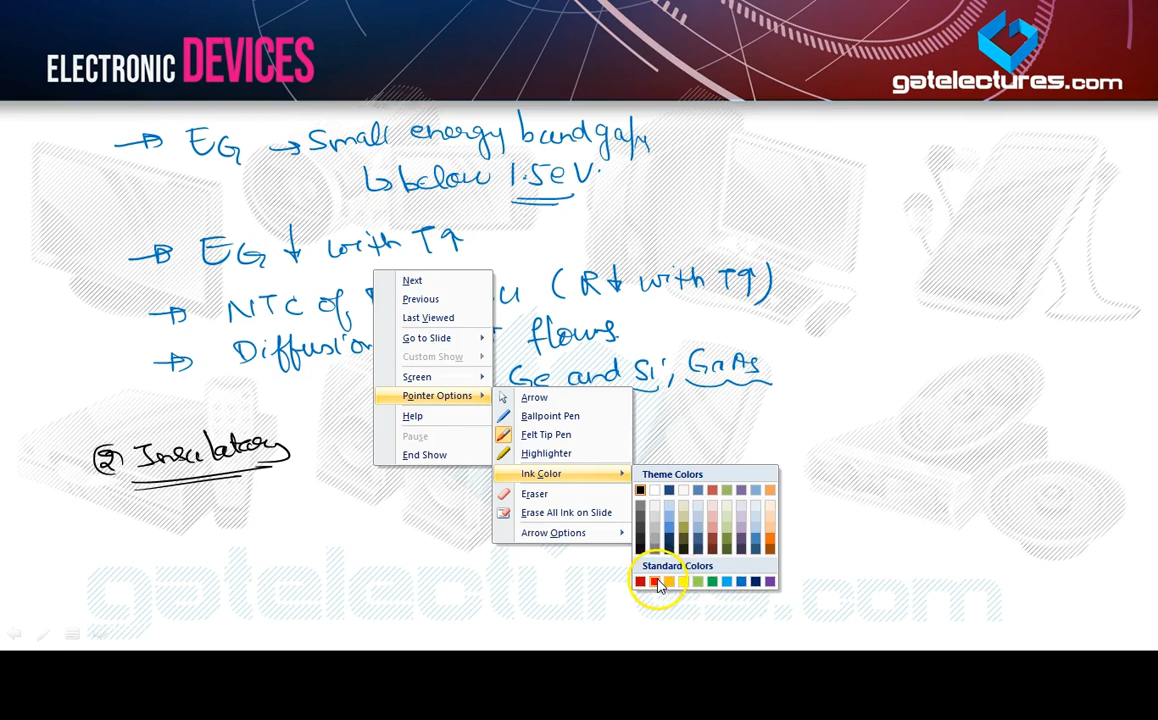 ELECTRONIC DEVICES
gatelectures.com
→ EG → Small energy bandgap
↳ below 1.5eV.
→ EG ↓ with T↑
→ NTC of (R↓ with T↑)
→ Diffusion flows.
Ge and Si, GaAs
② Insulators
Next
Previous
Last Viewed
Go to Slide
Custom Show
Screen
Pointer Options
Help
Pause
End Show
Arrow
Ballpoint Pen
Felt Tip Pen
Highlighter
Ink Color
Eraser
Erase All Ink on Slide
Arrow Options
Theme Colors
Standard Colors
gatelectures.com